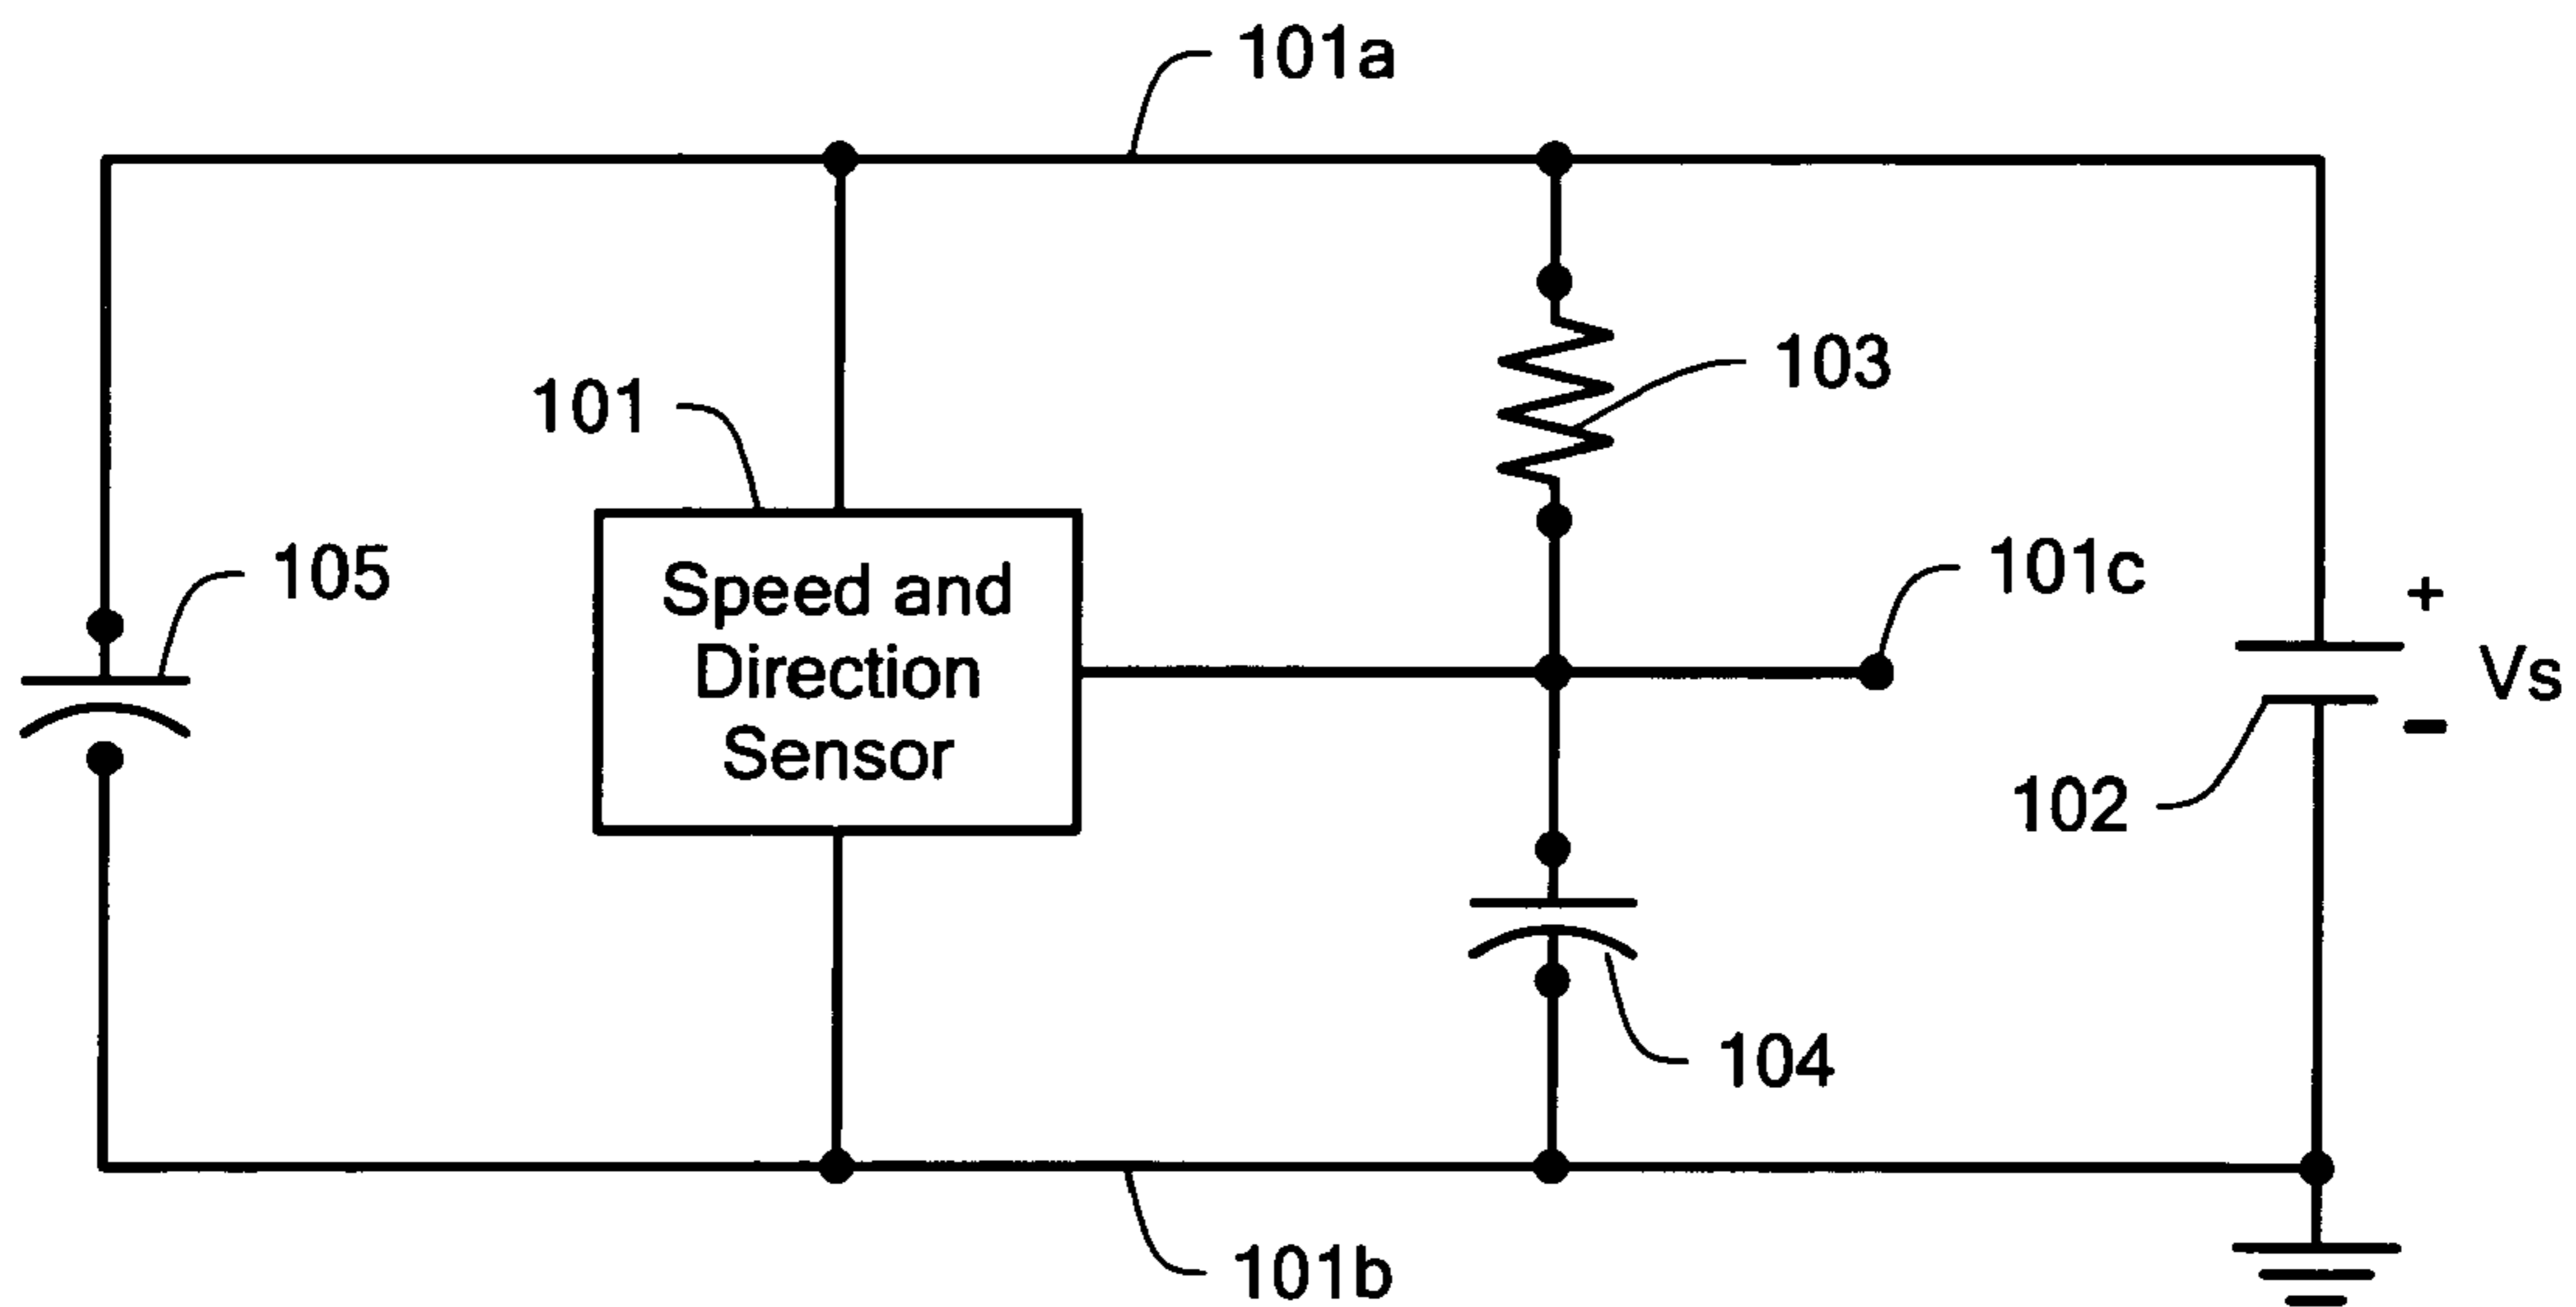 101a
103
101
105
Speed and
Direction
Sensor
101c
+
Vs
-
102
104
101b